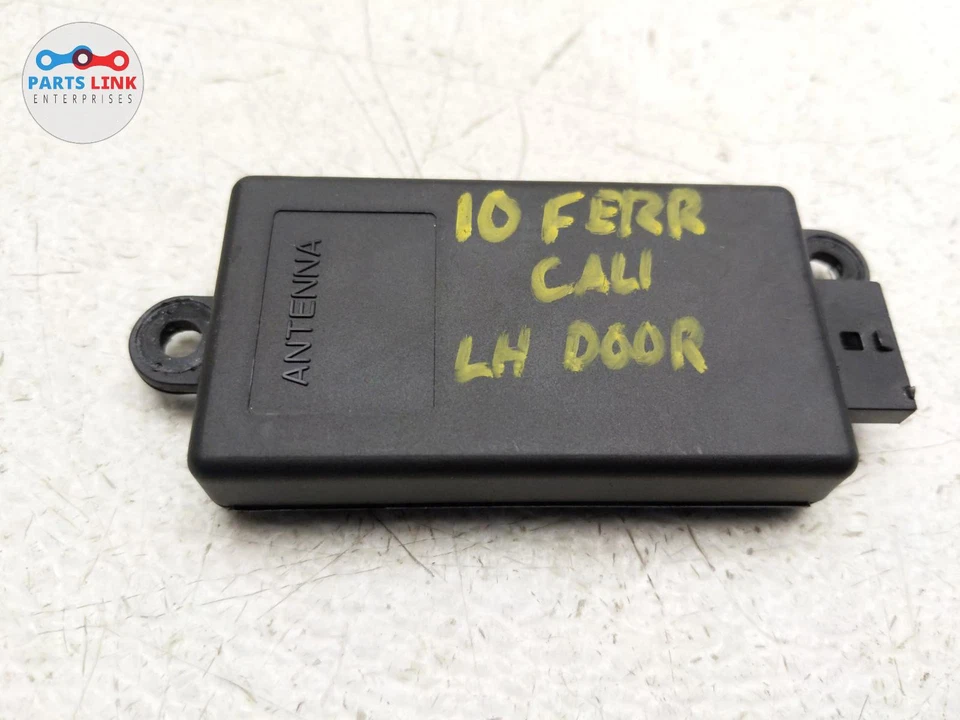 PARTS LINK
ENTERPRISES
10 FERR
CALI
LH DOOR
ANTENNA